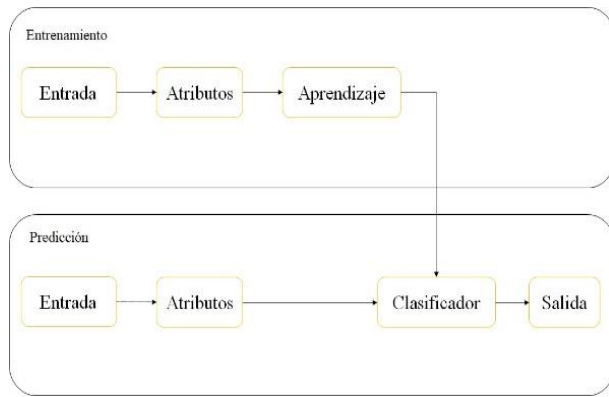 Entrenamiento
Entrada
Atributos
Aprendizaje
Predicción
Entrada
Atributos
Clasificador
Salida